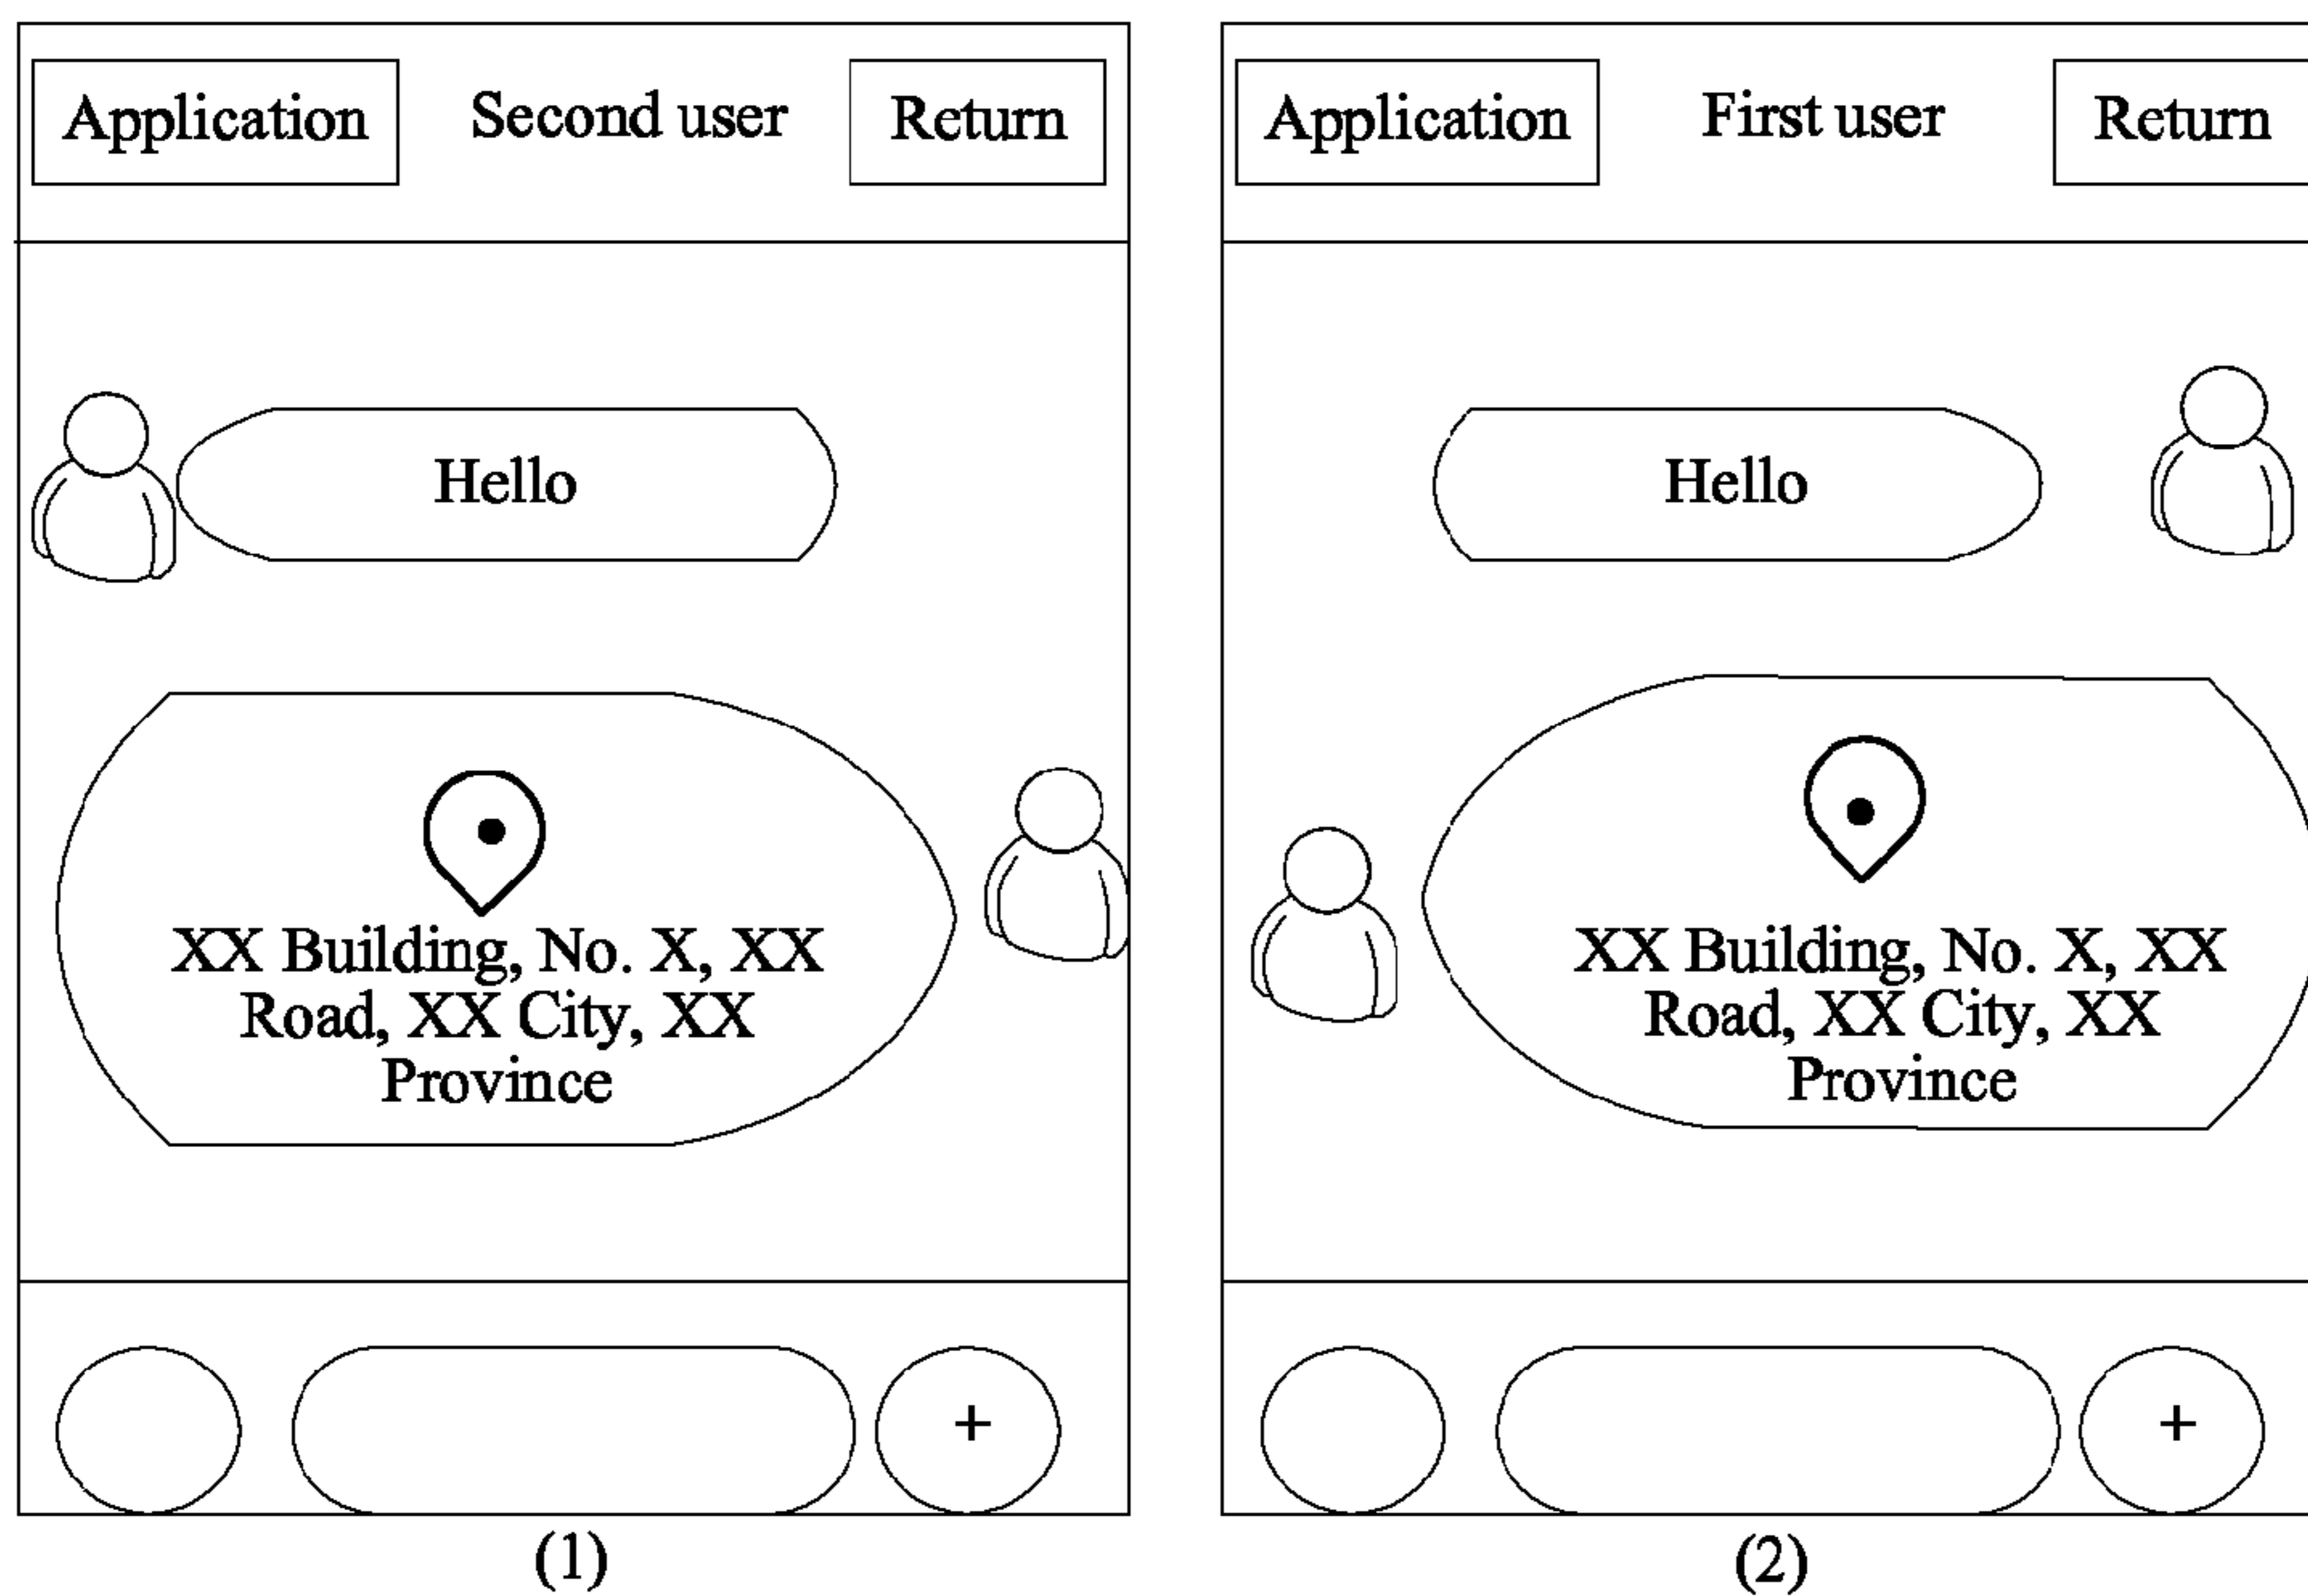 Application Second user Return
Hello
XX Building, No. X, XX
Road, XX City, XX
Province
+
(1)
Application First user Return
Hello
XX Building, No. X, XX
Road, XX City, XX
Province
+
(2)